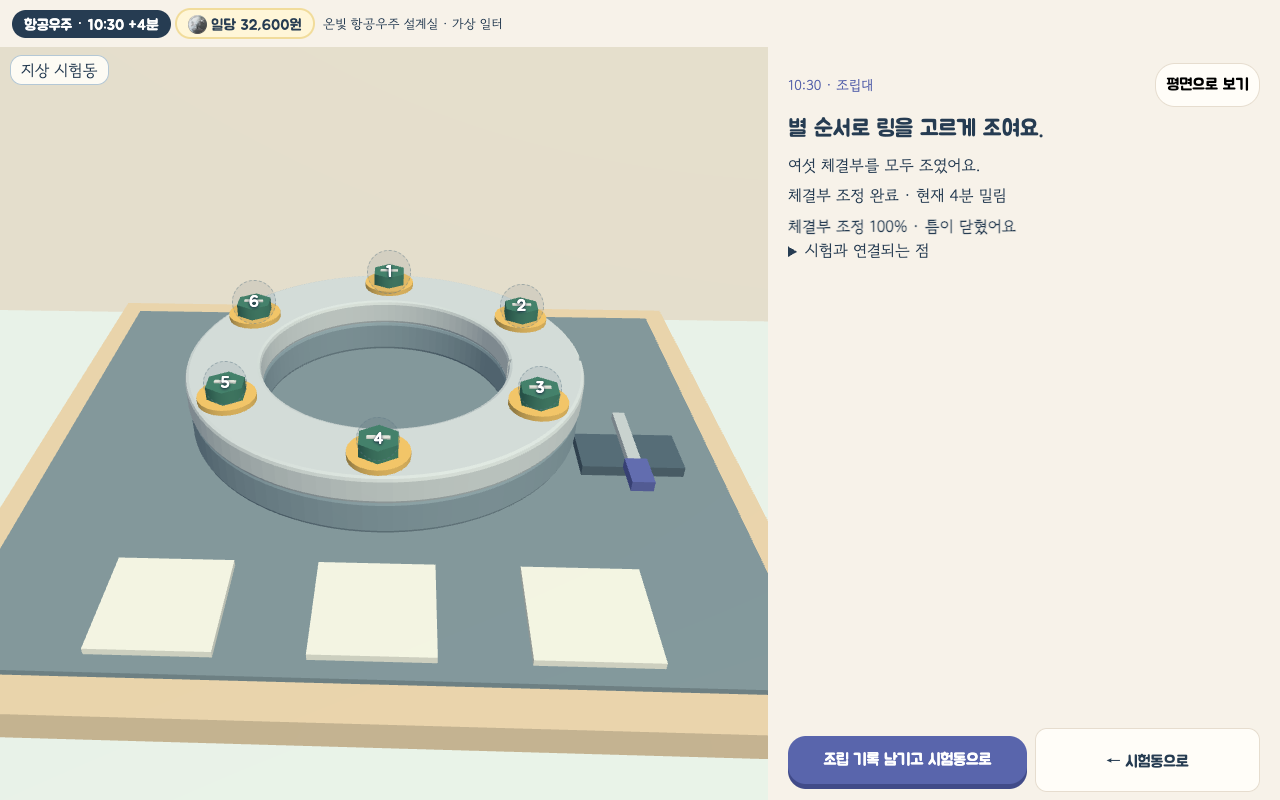 항공우주 · 10:30 +4분
일당 32,600원
온빛 항공우주 설계실 · 가상 일터
지상 시험동
10:30 · 조립대
평면으로 보기
별 순서로 링을 고르게 조여요.
여섯 체결부를 모두 조였어요.
체결부 조정 완료 · 현재 4분 밀림
체결부 조정 100% · 틈이 닫혔어요
▶ 시험과 연결되는 점
1
6
2
5
3
4
조립 기록 남기고 시험동으로
← 시험동으로